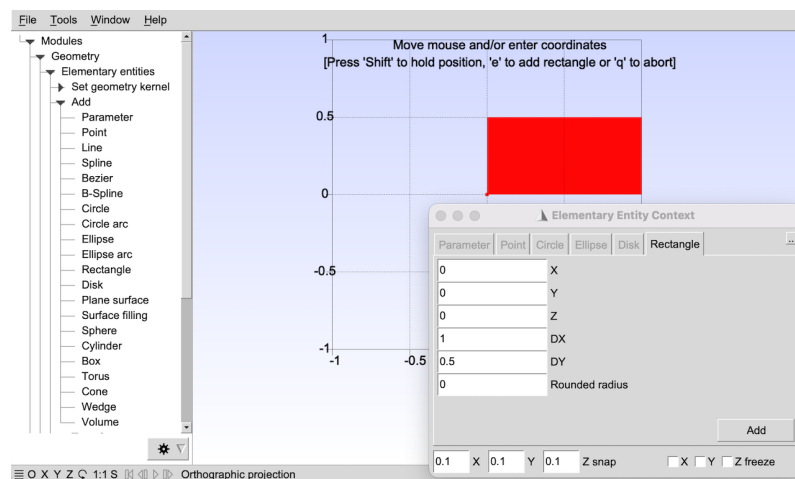 File Tools Window Help
Modules
Geometry
Elementary entities
Set geometry kernel
Add
Parameter
Point
Line
Spline
Bezier
B-Spline
Circle
Circle arc
Ellipse
Ellipse arc
Rectangle
Disk
Plane surface
Surface filling
Sphere
Cylinder
Box
Torus
Cone
Wedge
Volume
Move mouse and/or enter coordinates
[Press 'Shift' to hold position, 'e' to add rectangle or 'q' to abort]
1
0.5
0
-0.5
-1
-1 -0.5
Elementary Entity Context
Parameter Point Circle Ellipse Disk Rectangle ...
0 X
0 Y
0 Z
1 DX
0.5 DY
0 Rounded radius
Add
0.1 X 0.1 Y 0.1 Z snap X Y Z freeze
O X Y Z 1:1 S Orthographic projection